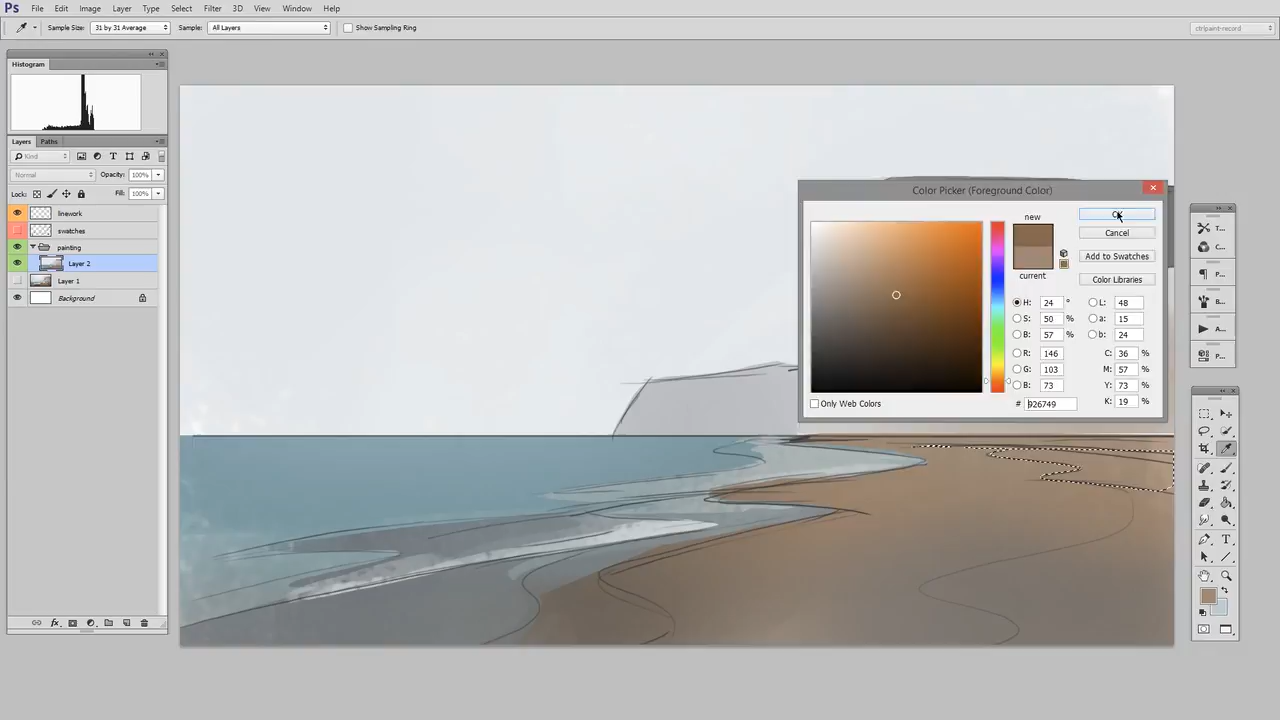 Ps File Edit Image Layer Type Select Filter 3D View Window Help
Sample Size: 31 by 31 Average Sample: All Layers Show Sampling Ring ctrlpaint-record
Histogram
Layers Paths
Kind
Normal Opacity: 100%
Lock: Fill: 100%
linework
swatches
painting
Layer 2
Layer 1
Background
Color Picker (Foreground Color)
new
current
OK
Cancel
Add to Swatches
Color Libraries
H: 24 ° L: 48
S: 50 % a: 15
B: 57 % b: 24
R: 146 C: 36 %
G: 103 M: 57 %
B: 73 Y: 73 %
# 926749 K: 19 %
Only Web Colors
T...
C...
P...
B...
A...
P...